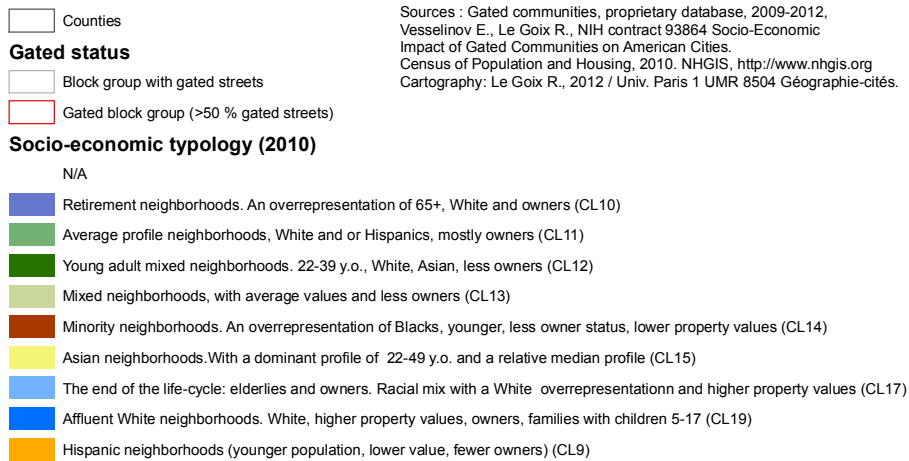 Counties
Gated status
Block group with gated streets
Gated block group (>50 % gated streets)
Sources : Gated communities, proprietary database, 2009-2012,
Vesselinov E., Le Goix R., NIH contract 93864 Socio-Economic
Impact of Gated Communities on American Cities.
Census of Population and Housing, 2010. NHGIS, http://www.nhgis.org
Cartography: Le Goix R., 2012 / Univ. Paris 1 UMR 8504 Géographie-cités.
Socio-economic typology (2010)
N/A
Retirement neighborhoods. An overrepresentation of 65+, White and owners (CL10)
Average profile neighborhoods, White and or Hispanics, mostly owners (CL11)
Young adult mixed neighborhoods. 22-39 y.o., White, Asian, less owners (CL12)
Mixed neighborhoods, with average values and less owners (CL13)
Minority neighborhoods. An overrepresentation of Blacks, younger, less owner status, lower property values (CL14)
Asian neighborhoods.With a dominant profile of  22-49 y.o. and a relative median profile (CL15)
The end of the life-cycle: elderlies and owners. Racial mix with a White  overrepresentationn and higher property values (CL17)
Affluent White neighborhoods. White, higher property values, owners, families with children 5-17 (CL19)
Hispanic neighborhoods (younger population, lower value, fewer owners) (CL9)